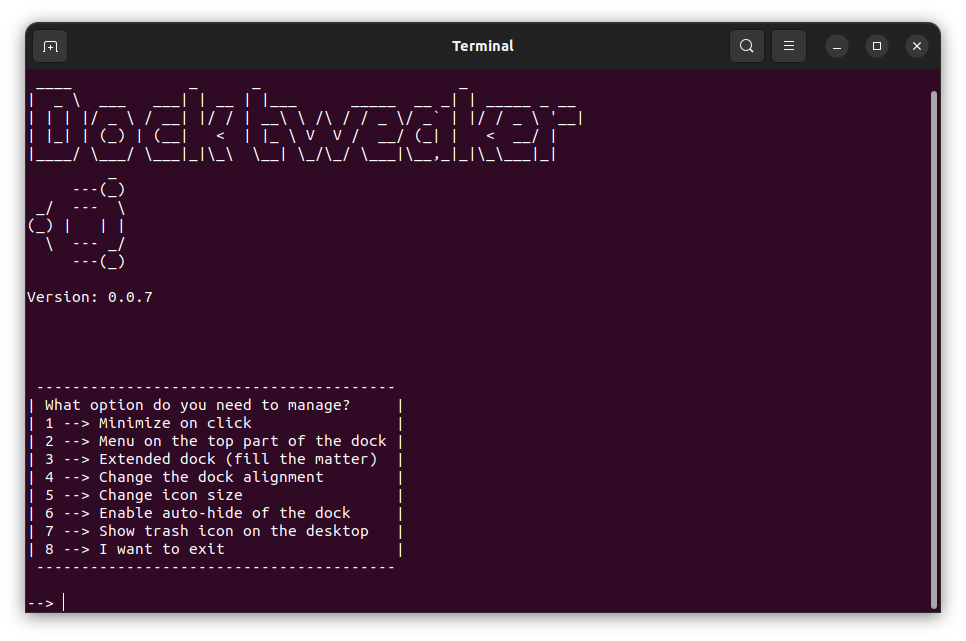 Terminal
Dock tweaker
Version: 0.0.7
What option do you need to manage?
1 --> Minimize on click
2 --> Menu on the top part of the dock
3 --> Extended dock (fill the matter)
4 --> Change the dock alignment
5 --> Change icon size
6 --> Enable auto-hide of the dock
7 --> Show trash icon on the desktop
8 --> I want to exit
-->